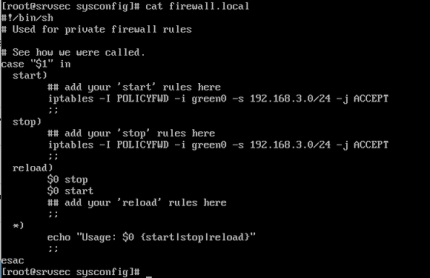 [root@srvsec sysconfig]# cat firewall.local
#!/bin/sh
# Used for private firewall rules

# See how we were called.
case "$1" in
  start)
        ## add your 'start' rules here
        iptables -I POLICYFWD -i green0 -s 192.168.3.0/24 -j ACCEPT
        ;;
  stop)
        ## add your 'stop' rules here
        iptables -I POLICYFWD -i green0 -s 192.168.3.0/24 -j ACCEPT
        ;;
  reload)
        $0 stop
        $0 start
        ## add your 'reload' rules here
        ;;
  *)
        echo "Usage: $0 {start|stop|reload}"
        ;;
esac
[root@srvsec sysconfig]# _